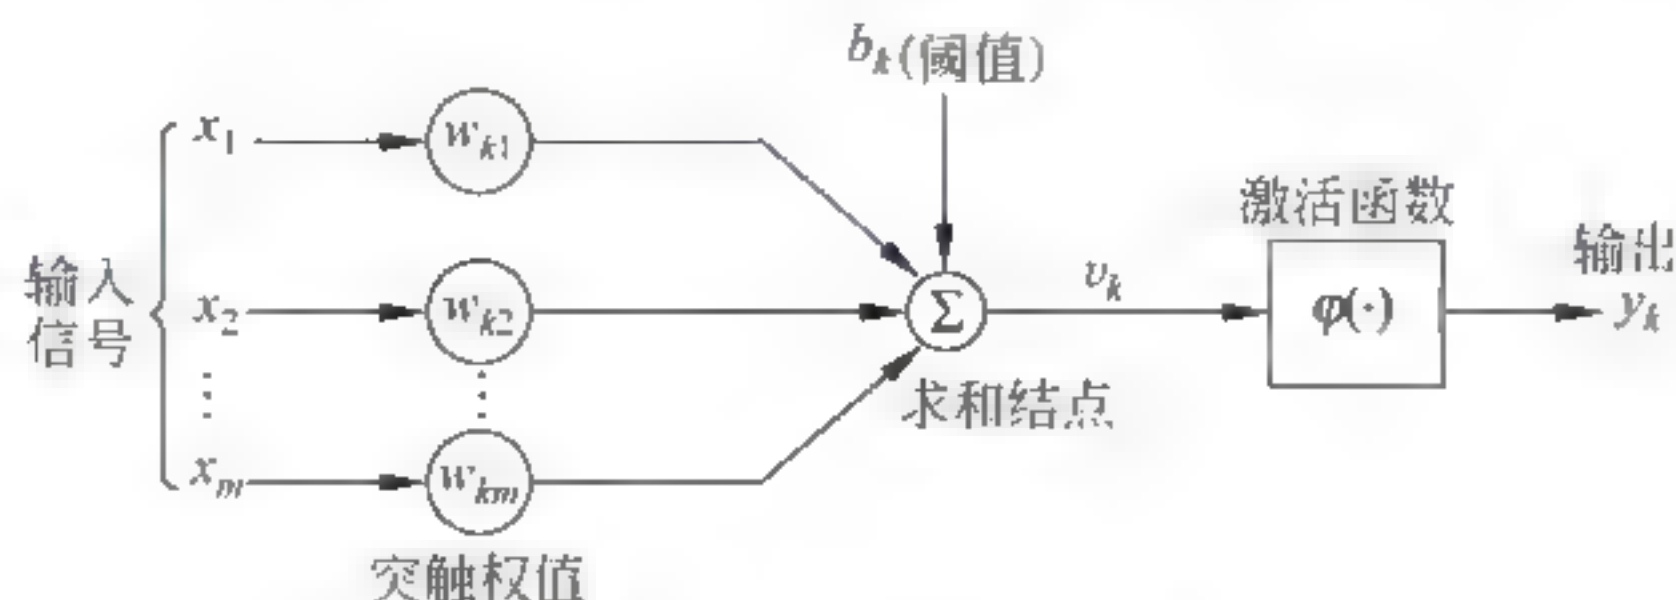 b_k(阈值)
x_1
w_k1
激活函数
输入
信号
x_2
w_k2
Σ
υ_k
φ(·)
输出
y_k
⋮
⋮
求和结点
x_m
w_km
突触权值